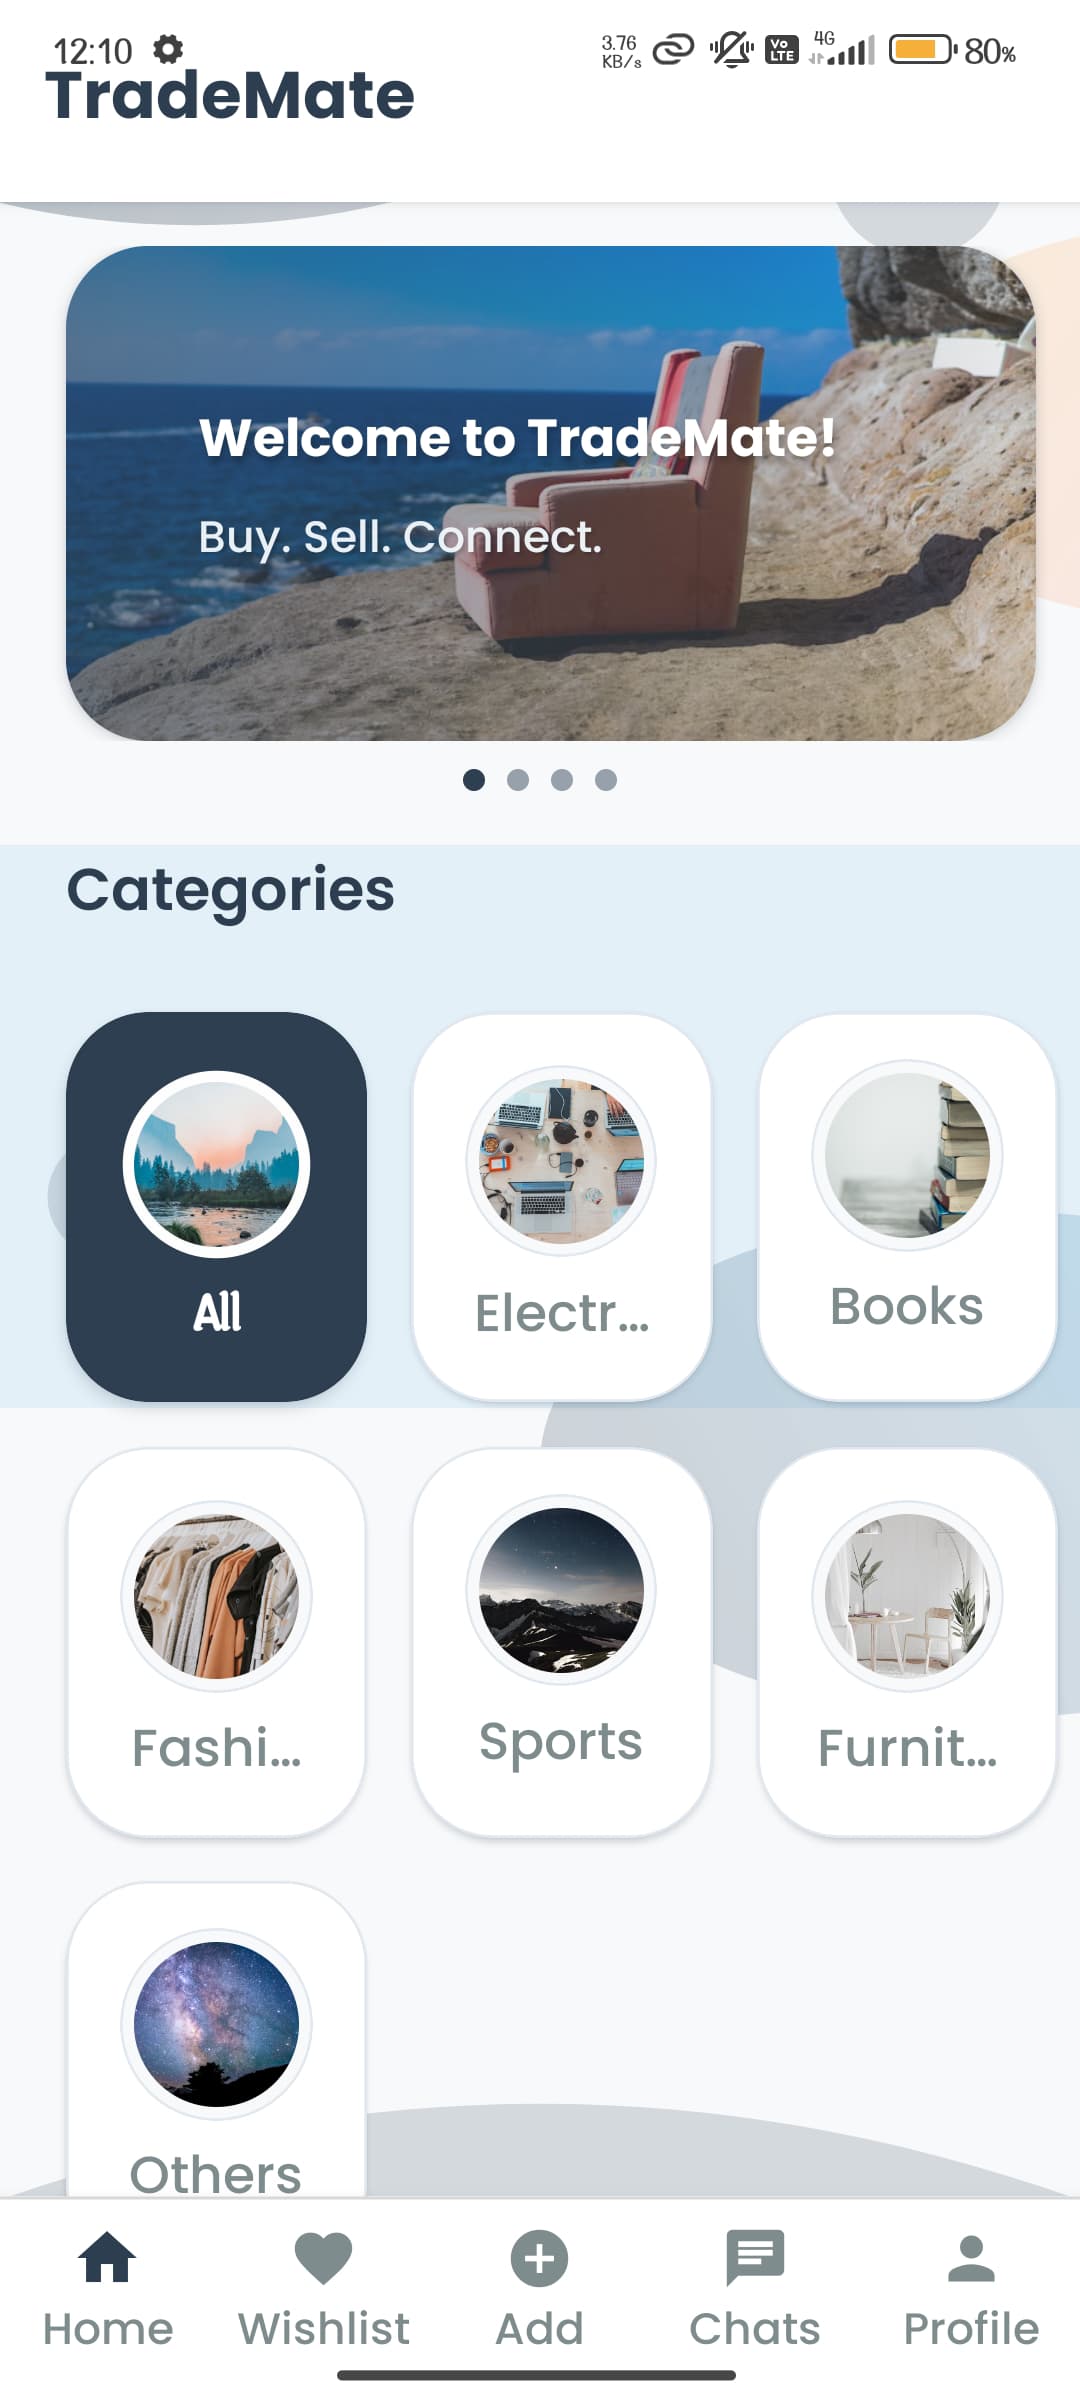 12:10 3.76 KB/s Vo LTE 4G 80%
TradeMate
Welcome to TradeMate!
Buy. Sell. Connect.
Categories
All Electr... Books
Fashi... Sports Furnit...
Others
Home Wishlist Add Chats Profile